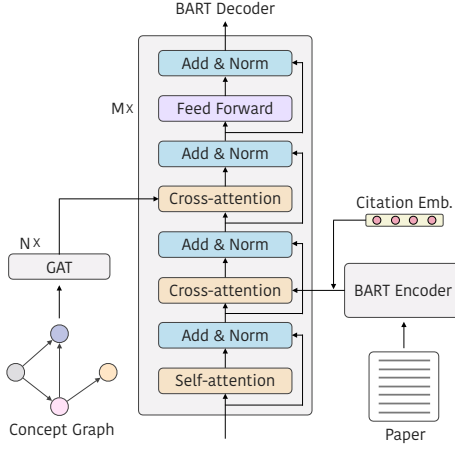 BART Decoder
Add & Norm
Mx
Feed Forward
Add & Norm
Cross-attention
Citation Emb.
Nx
Add & Norm
GAT
Cross-attention
BART Encoder
Add & Norm
Self-attention
Concept Graph
Paper